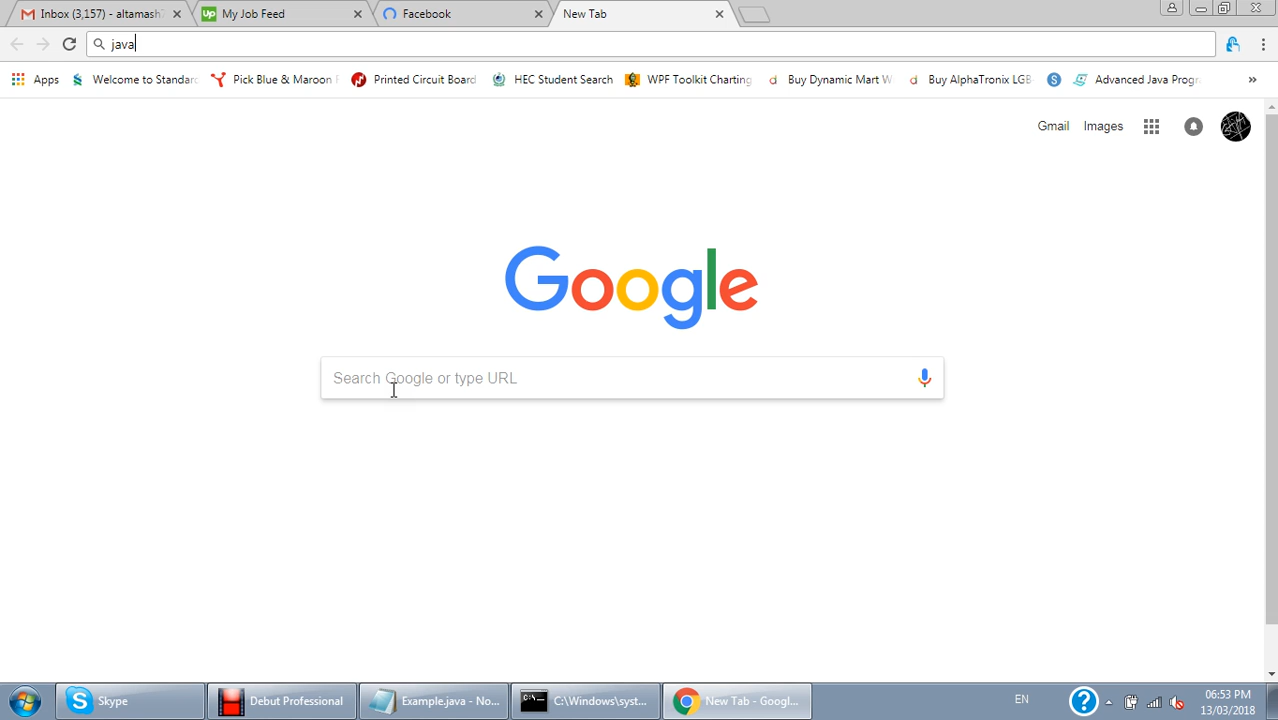 Inbox (3,157) - altamash
My Job Feed
Facebook
New Tab
java
Apps
Welcome to Standar
Pick Blue & Maroon
Printed Circuit Board
HEC Student Search
WPF Toolkit Charting
Buy Dynamic Mart W
Buy AlphaTronix LGB
Advanced Java Progr
Gmail
Images
Google
Search Google or type URL
Skype
Debut Professional
Example.java - No...
C:\Windows\syst...
New Tab - Googl...
EN
06:53 PM
13/03/2018